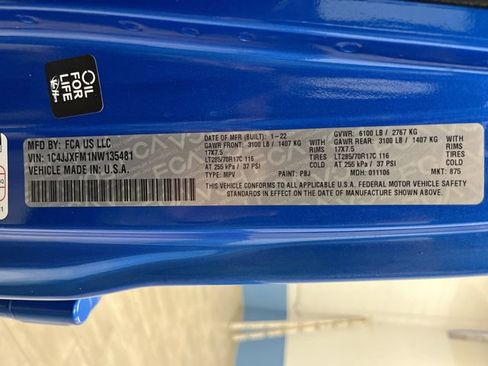 OIL
FOR
LIFE
MFD BY: FCA US LLC
VIN: 1C4JJXFM1NW135481
VEHICLE MADE IN U.S.A.
DATE OF MFR (BUILT): 1-22
GAWR FRONT: 3100 LB / 1407 KG
WITH
RIMS
TIRES
17X7.5
LT285/70R17C 116
AT 255 kPa / 37 PSI
TYPE: MPV
PAINT: PBJ
GVWR: 6100 LB / 2767 KG
GAWR REAR: 3100 LB / 1407 KG
WITH
RIMS
TIRES
17X7.5
LT285/70R17C 116
AT 255 kPa / 37 PSI
MDH: 011106
MKT: 875
THIS VEHICLE CONFORMS TO ALL APPLICABLE U.S.A. FEDERAL MOTOR VEHICLE SAFETY
STANDARDS IN EFFECT ON THE DATE OF MANUFACTURE SHOWN ABOVE.